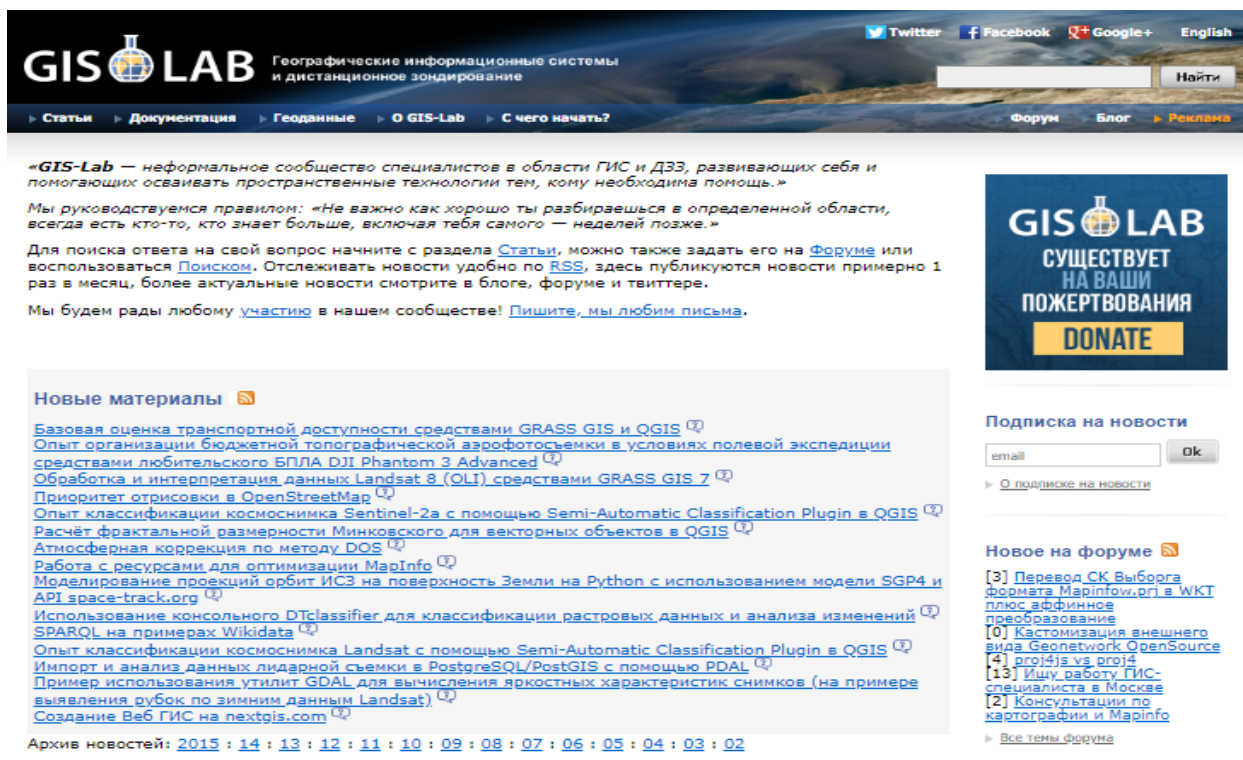 Twitter Facebook Google+ English
GIS LAB
Географические информационные системы
и дистанционное зондирование
Найти
Статьи Документация Геоданные О GIS-Lab С чего начать?
Форум Блог Реклама
«GIS-Lab — неформальное сообщество специалистов в области ГИС и ДЗЗ, развивающих себя и
помогающих осваивать пространственные технологии тем, кому необходима помощь.»
Мы руководствуемся правилом: «Не важно как хорошо ты разбираешься в определенной области,
всегда есть кто-то, кто знает больше, включая тебя самого — неделей позже.»
Для поиска ответа на свой вопрос начните с раздела Статьи, можно также задать его на Форуме или
воспользоваться Поиском. Отслеживать новости удобно по RSS, здесь публикуются новости примерно 1
раз в месяц, более актуальные новости смотрите в блоге, форуме и твиттере.
Мы будем рады любому участию в нашем сообществе! Пишите, мы любим письма.
Новые материалы
Базовая оценка транспортной доступности средствами GRASS GIS и QGIS
Опыт организации бюджетной топографической аэрофотосъемки в условиях полевой экспедиции
средствами любительского БПЛА DJI Phantom 3 Advanced
Обработка и интерпретация данных Landsat 8 (OLI) средствами GRASS GIS 7
Приоритет отрисовки в OpenStreetMap
Опыт классификации космоснимка Sentinel-2a с помощью Semi-Automatic Classification Plugin в QGIS
Расчёт фрактальной размерности Минковского для векторных объектов в QGIS
Атмосферная коррекция по методу DOS
Работа с ресурсами для оптимизации MapInfo
Моделирование проекций орбит ИСЗ на поверхность Земли на Python с использованием модели SGP4 и
API space-track.org
Использование консольного DTclassifier для классификации растровых данных и анализа изменений
SPARQL на примерах Wikidata
Опыт классификации космоснимка Landsat с помощью Semi-Automatic Classification Plugin в QGIS
Импорт и анализ данных лидарной съемки в PostgreSQL/PostGIS с помощью PDAL
Пример использования утилит GDAL для вычисления яркостных характеристик снимков (на примере
выявления рубок по зимним данным Landsat)
Создание Веб ГИС на nextgis.com
Архив новостей: 2015 : 14 : 13 : 12 : 11 : 10 : 09 : 08 : 07 : 06 : 05 : 04 : 03 : 02
GIS LAB
СУЩЕСТВУЕТ
НА ВАШИ
ПОЖЕРТВОВАНИЯ
DONATE
Подписка на новости
email
Ok
О подписке на новости
Новое на форуме
[3] Перевод СК Выборга
формата Mapinfow.prj в WKT
плюс аффинное
преобразование
[0] Кастомизация внешнего
вида Geonetwork OpenSource
[4] proj4js vs proj4
[13] Ищу работу ГИС-
специалиста в Москве
[2] Консультации по
картографии и Mapinfo
Все темы форума